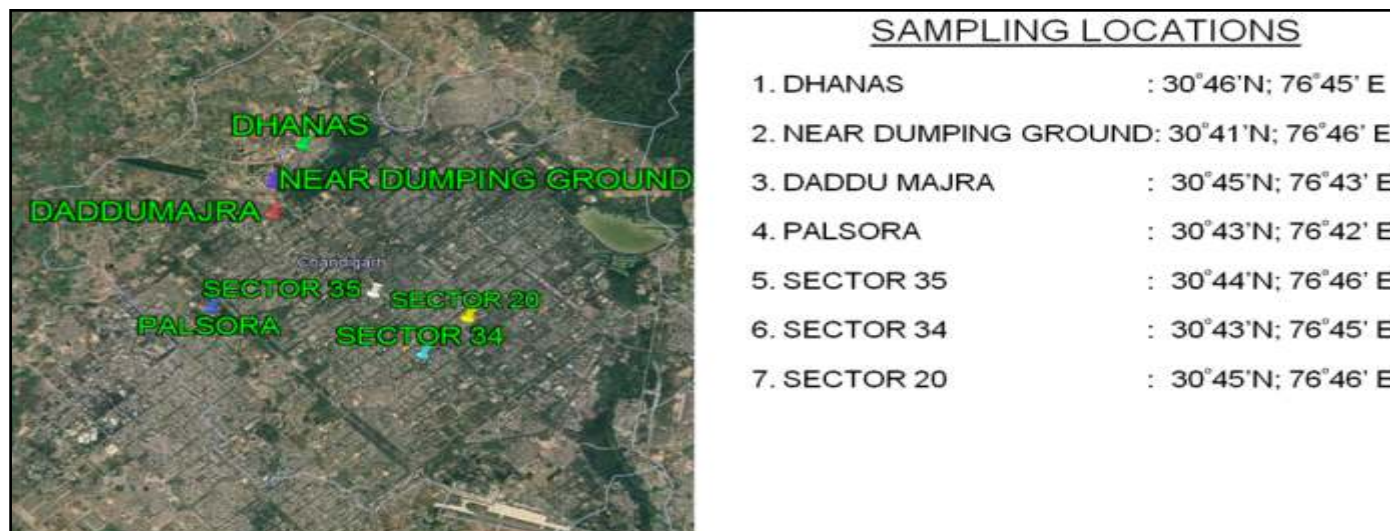 DHANAS
NEAR DUMPING GROUND
DADDUMAJRA
Chandigarh
SECTOR 35
SECTOR 20
PALSORA
SECTOR 34
SAMPLING LOCATIONS
1. DHANAS : 30°46'N; 76°45' E
2. NEAR DUMPING GROUND: 30°41'N; 76°46' E
3. DADDU MAJRA : 30°45'N; 76°43' E
4. PALSORA : 30°43'N; 76°42' E
5. SECTOR 35 : 30°44'N; 76°46' E
6. SECTOR 34 : 30°43'N; 76°45' E
7. SECTOR 20 : 30°45'N; 76°46' E